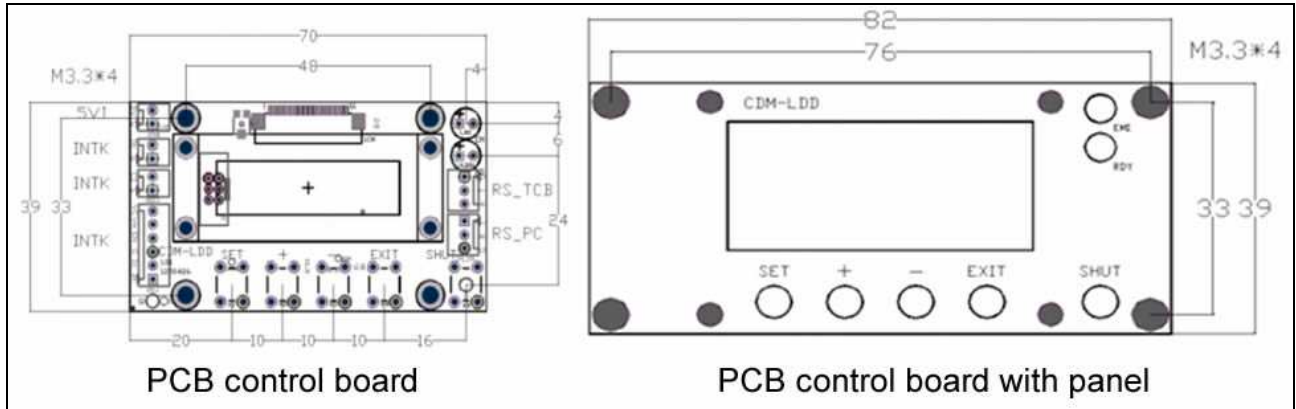 70
48
4
M3.3*4
5VI
INTK
INTK
INTK
39
33
4
6
24
RS_TCB
RS_PC
CDM-LDD
SET
+
-
EXIT
SHUT
20
10
10
10
16
PCB control board
82
76
M3.3*4
CDM-LDD
RDY
33
39
SET
+
-
EXIT
SHUT
PCB control board with panel